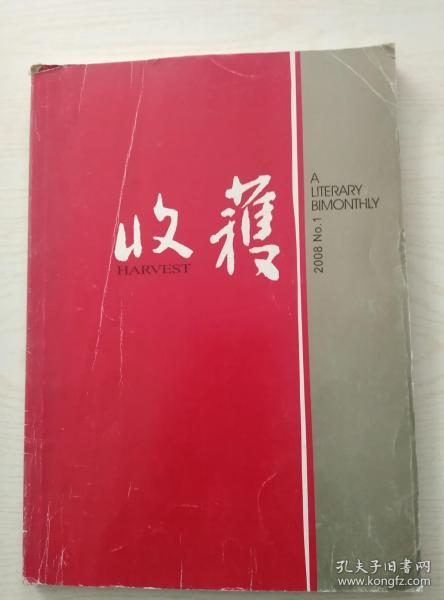 收獲
HARVEST
A
LITERARY
BIMONTHLY
2008 No.1
孔夫子旧书网
www.kongfz.com